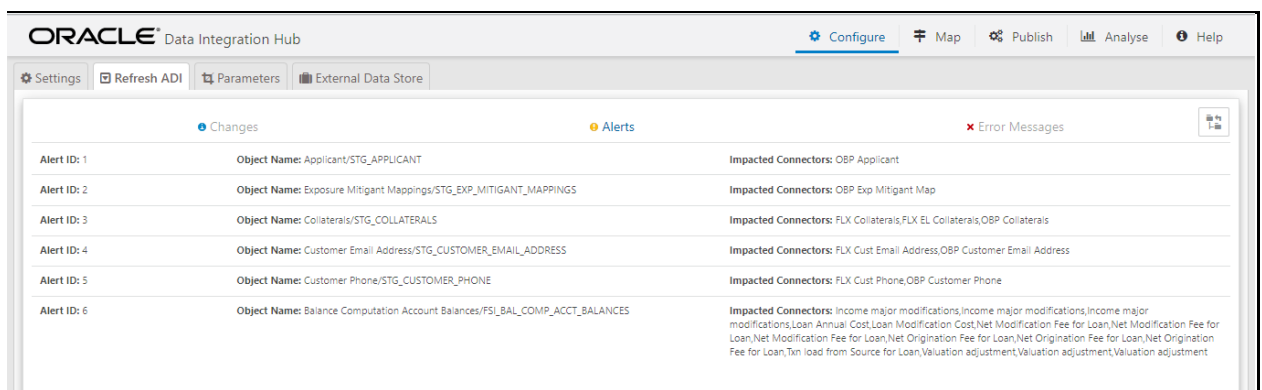 ORACLE® Data Integration Hub
Configure Map Publish Analyse Help
Settings Refresh ADI Parameters External Data Store
Changes Alerts Error Messages
Alert ID: 1 Object Name: Applicant/STG_APPLICANT Impacted Connectors: OBP Applicant
Alert ID: 2 Object Name: Exposure Mitigant Mappings/STG_EXP_MITIGANT_MAPPINGS Impacted Connectors: OBP Exp Mitigant Map
Alert ID: 3 Object Name: Collaterals/STG_COLLATERALS Impacted Connectors: FLX Collaterals,FLX EL Collaterals,OBP Collaterals
Alert ID: 4 Object Name: Customer Email Address/STG_CUSTOMER_EMAIL_ADDRESS Impacted Connectors: FLX Cust Email Address,OBP Customer Email Address
Alert ID: 5 Object Name: Customer Phone/STG_CUSTOMER_PHONE Impacted Connectors: FLX Cust Phone,OBP Customer Phone
Alert ID: 6 Object Name: Balance Computation Account Balances/FSI_BAL_COMP_ACCT_BALANCES Impacted Connectors: Income major modifications,Income major modifications,Income major
modifications,Loan Annual Cost,Loan Modification Cost,Net Modification Fee for Loan,Net Modification Fee for
Loan,Net Modification Fee for Loan,Net Origination Fee for Loan,Net Origination Fee for Loan,Net Origination
Fee for Loan,Txn load from Source for Loan,Valuation adjustment,Valuation adjustment,Valuation adjustment